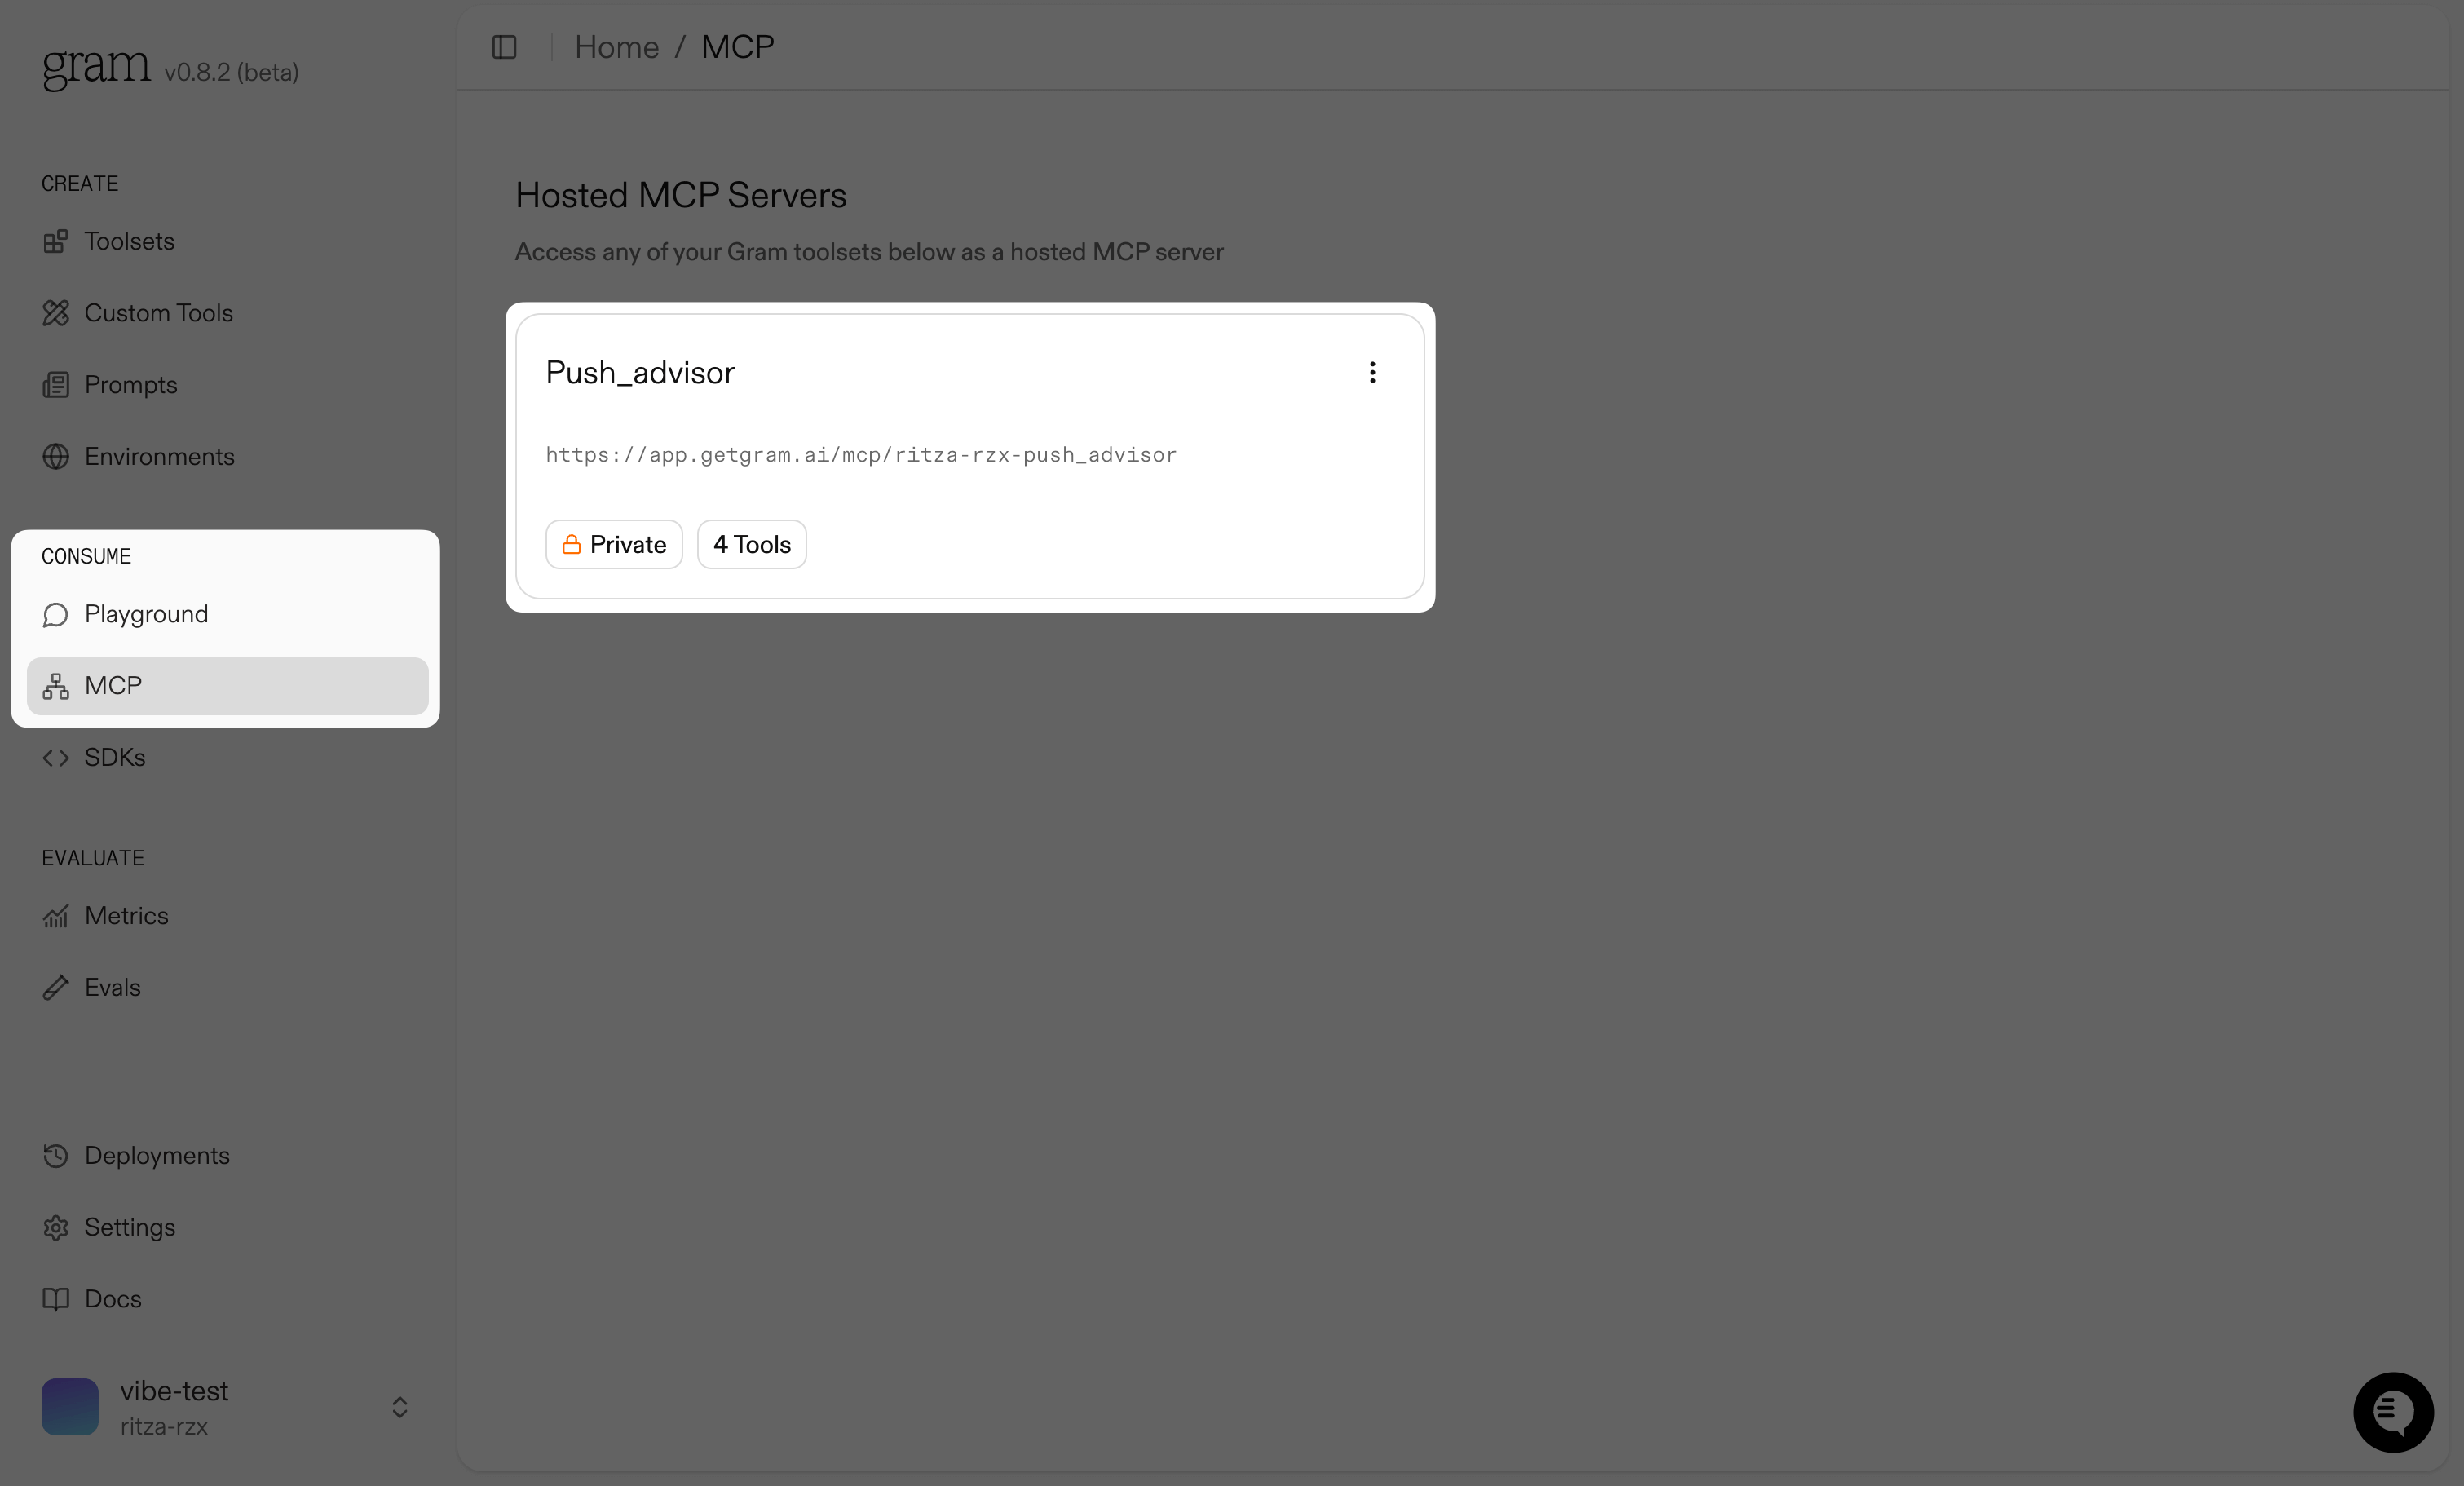 gram v0.8.2 (beta)
CREATE
Toolsets
Custom Tools
Prompts
Environments
CONSUME
Playground
MCP
SDKs
EVALUATE
Metrics
Evals
Deployments
Settings
Docs
vibe-test
ritza-rzx
Home / MCP
Hosted MCP Servers
Access any of your Gram toolsets below as a hosted MCP server
Push_advisor
https://app.getgram.ai/mcp/ritza-rzx-push_advisor
Private
4 Tools